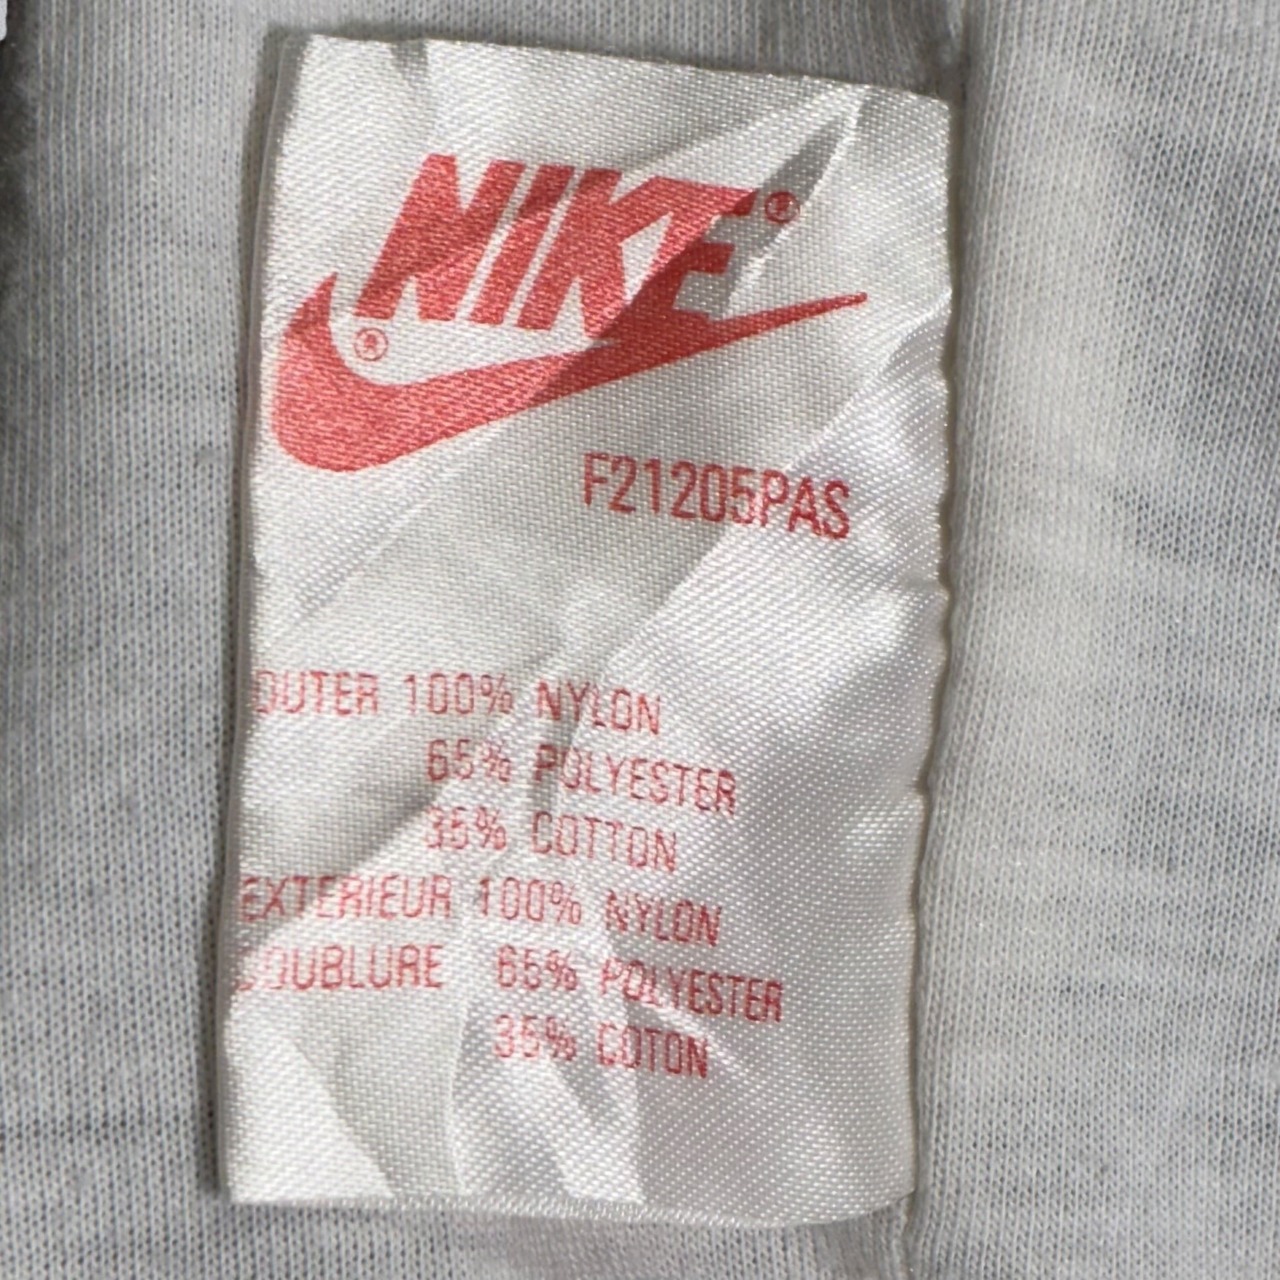 NIKE®
®
F21205PAS
OUTER 100% NYLON
65% POLYESTER
35% COTTON
EXTERIEUR 100% NYLON
DOUBLURE 65% POLYESTER
35% COTON